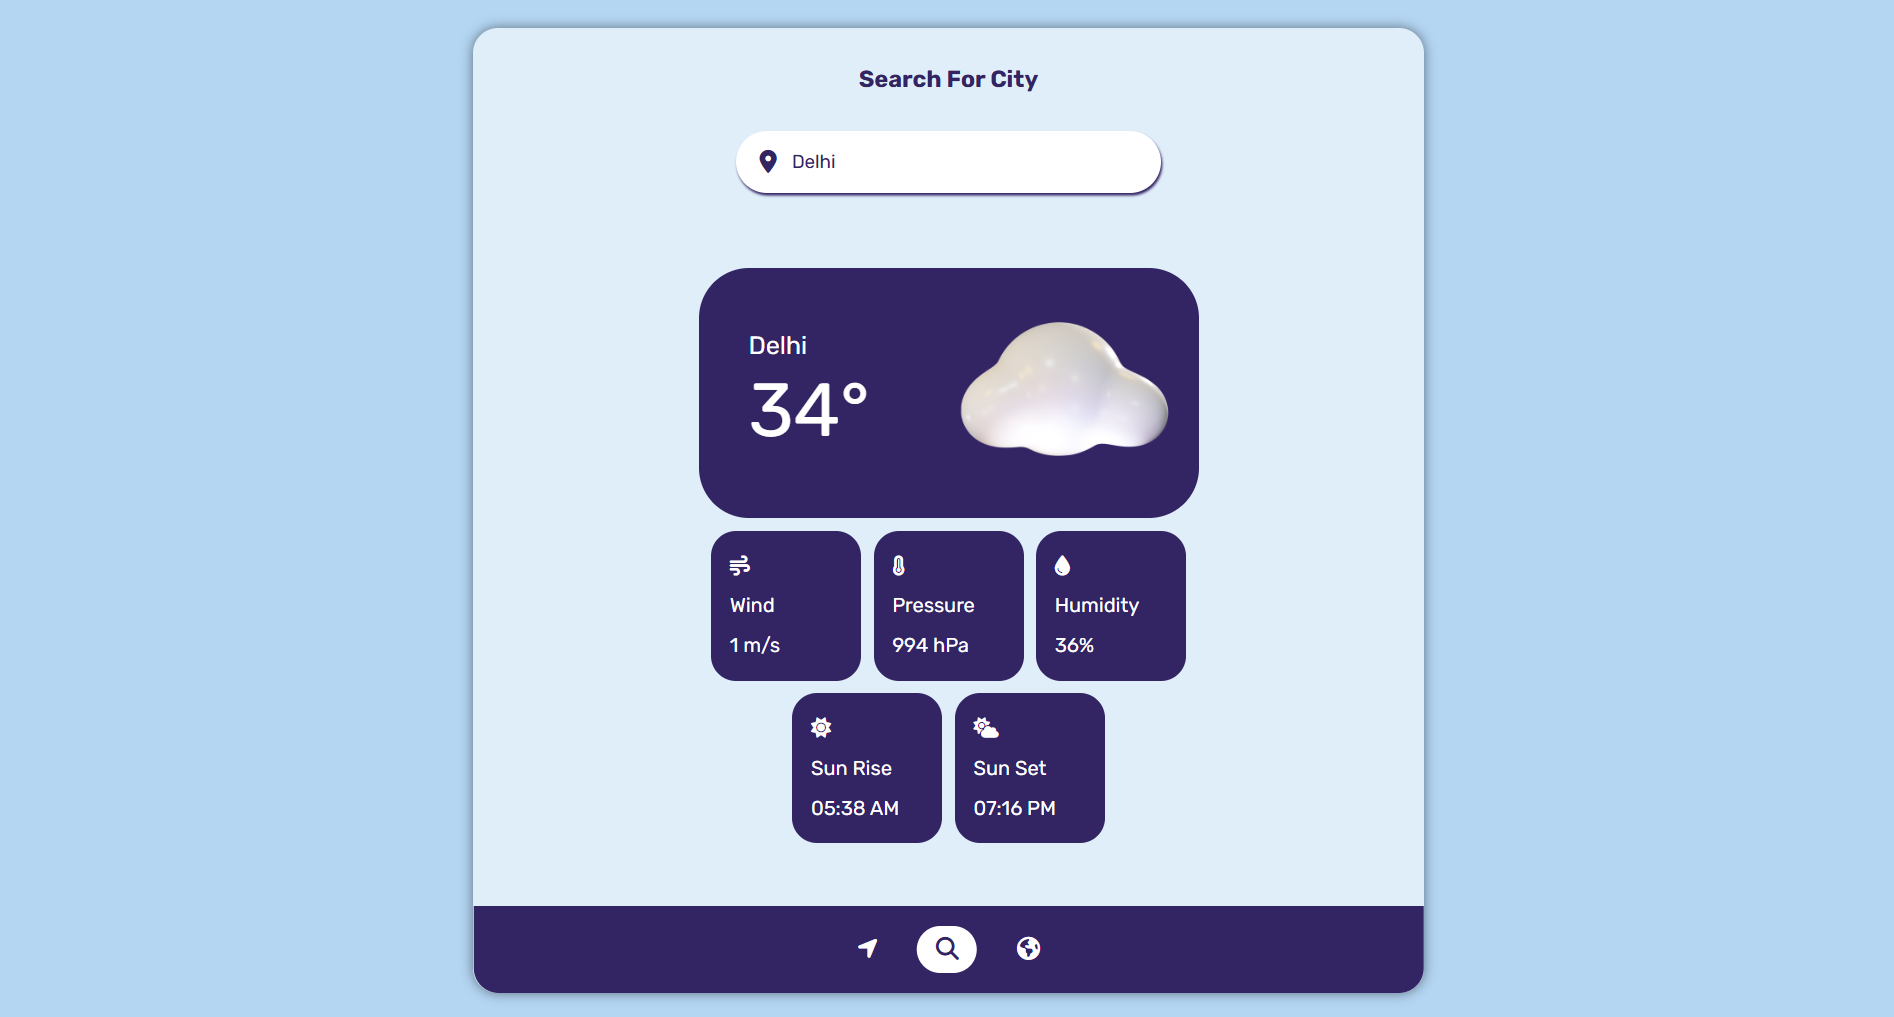 Search For City
Delhi
Delhi
34°
Wind
1 m/s
Pressure
994 hPa
Humidity
36%
Sun Rise
05:38 AM
Sun Set
07:16 PM